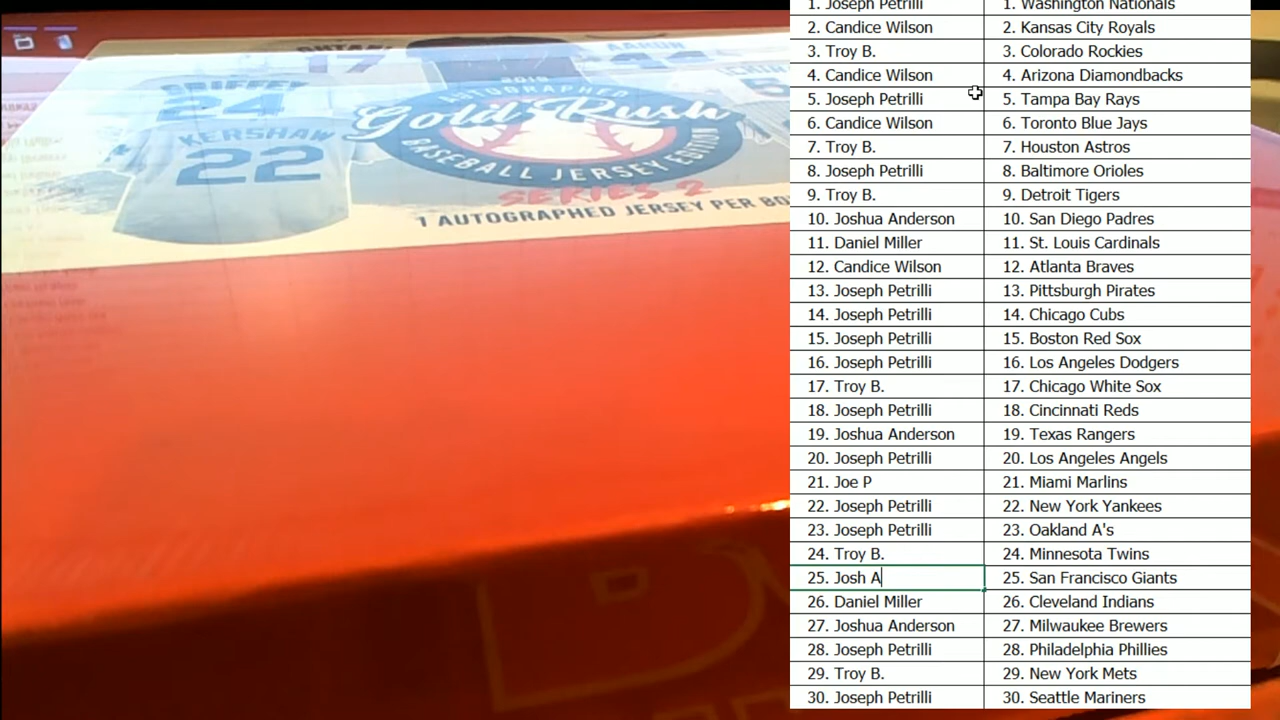 OHTANI 17
AARON
GRIFFEY
24
2019
AUTOGRAPHED
Gold Rush
BASEBALL JERSEY EDITION
SERIES 2
KERSHAW
22
1 AUTOGRAPHED JERSEY PER BO
1. Joseph Petrilli 1. Washington Nationals
2. Candice Wilson 2. Kansas City Royals
3. Troy B. 3. Colorado Rockies
4. Candice Wilson 4. Arizona Diamondbacks
5. Joseph Petrilli 5. Tampa Bay Rays
6. Candice Wilson 6. Toronto Blue Jays
7. Troy B. 7. Houston Astros
8. Joseph Petrilli 8. Baltimore Orioles
9. Troy B. 9. Detroit Tigers
10. Joshua Anderson 10. San Diego Padres
11. Daniel Miller 11. St. Louis Cardinals
12. Candice Wilson 12. Atlanta Braves
13. Joseph Petrilli 13. Pittsburgh Pirates
14. Joseph Petrilli 14. Chicago Cubs
15. Joseph Petrilli 15. Boston Red Sox
16. Joseph Petrilli 16. Los Angeles Dodgers
17. Troy B. 17. Chicago White Sox
18. Joseph Petrilli 18. Cincinnati Reds
19. Joshua Anderson 19. Texas Rangers
20. Joseph Petrilli 20. Los Angeles Angels
21. Joe P 21. Miami Marlins
22. Joseph Petrilli 22. New York Yankees
23. Joseph Petrilli 23. Oakland A's
24. Troy B. 24. Minnesota Twins
25. Josh A 25. San Francisco Giants
26. Daniel Miller 26. Cleveland Indians
27. Joshua Anderson 27. Milwaukee Brewers
28. Joseph Petrilli 28. Philadelphia Phillies
29. Troy B. 29. New York Mets
30. Joseph Petrilli 30. Seattle Mariners